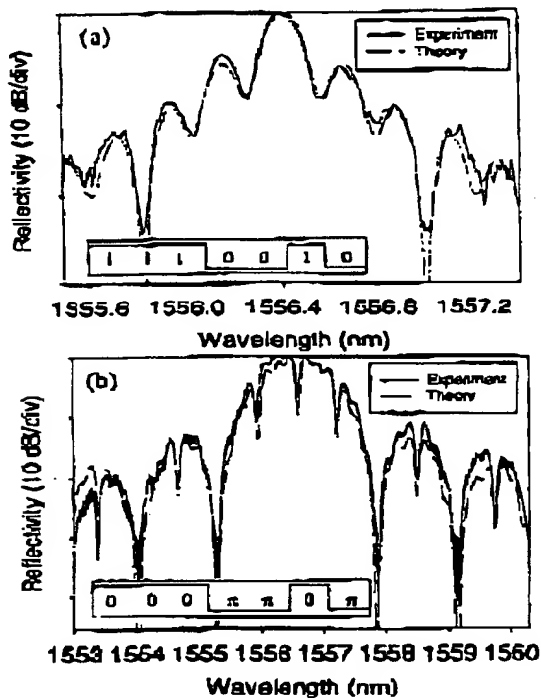 (a)
Experiment
Theory
Reflectivity (10 dB/div)
1 1 1 0 0 1 0
1555.6 1556.0 1556.4 1556.8 1557.2
Wavelength (nm)
(b)
Experiment
Theory
Reflectivity (10 dB/div)
0 0 0 π π 0 π
1553 1554 1555 1556 1557 1558 1559 1560
Wavelength (nm)